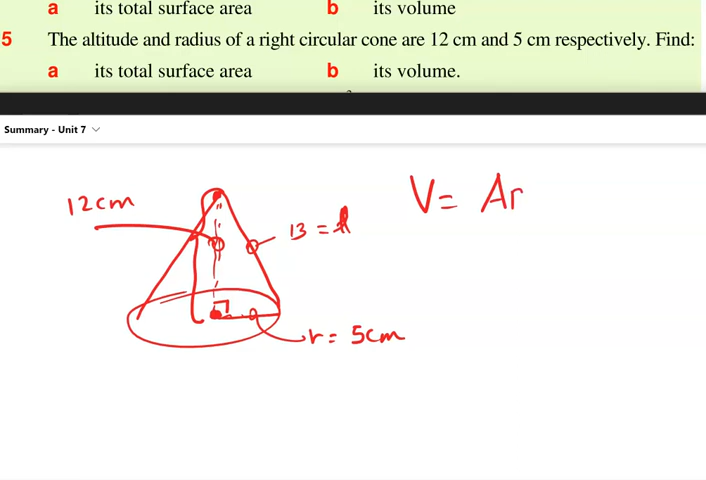 a its total surface area b its volume
5 The altitude and radius of a right circular cone are 12 cm and 5 cm respectively. Find:
a its total surface area b its volume.
Summary - Unit 7
12cm
V= Ar
13 = l
r = 5cm